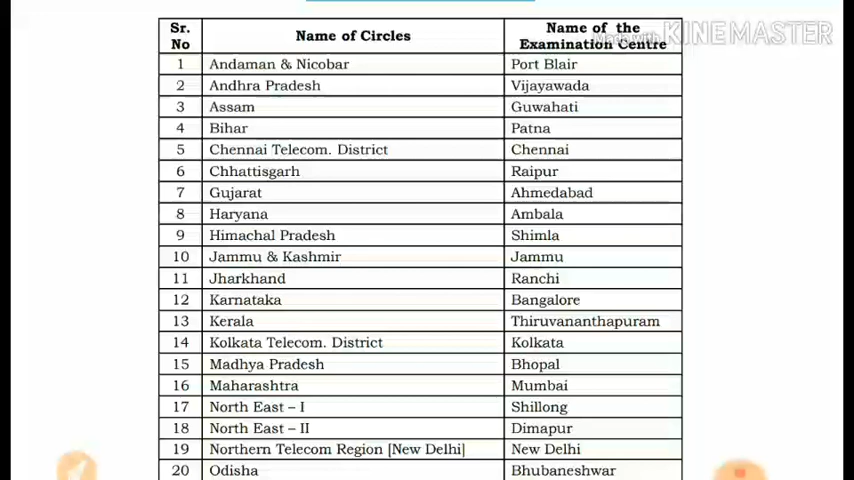 Sr. No Name of Circles Name of the Examination Centre
Made with KINEMASTER
1 Andaman & Nicobar Port Blair
2 Andhra Pradesh Vijayawada
3 Assam Guwahati
4 Bihar Patna
5 Chennai Telecom. District Chennai
6 Chhattisgarh Raipur
7 Gujarat Ahmedabad
8 Haryana Ambala
9 Himachal Pradesh Shimla
10 Jammu & Kashmir Jammu
11 Jharkhand Ranchi
12 Karnataka Bangalore
13 Kerala Thiruvananthapuram
14 Kolkata Telecom. District Kolkata
15 Madhya Pradesh Bhopal
16 Maharashtra Mumbai
17 North East – I Shillong
18 North East – II Dimapur
19 Northern Telecom Region [New Delhi] New Delhi
20 Odisha Bhubaneshwar